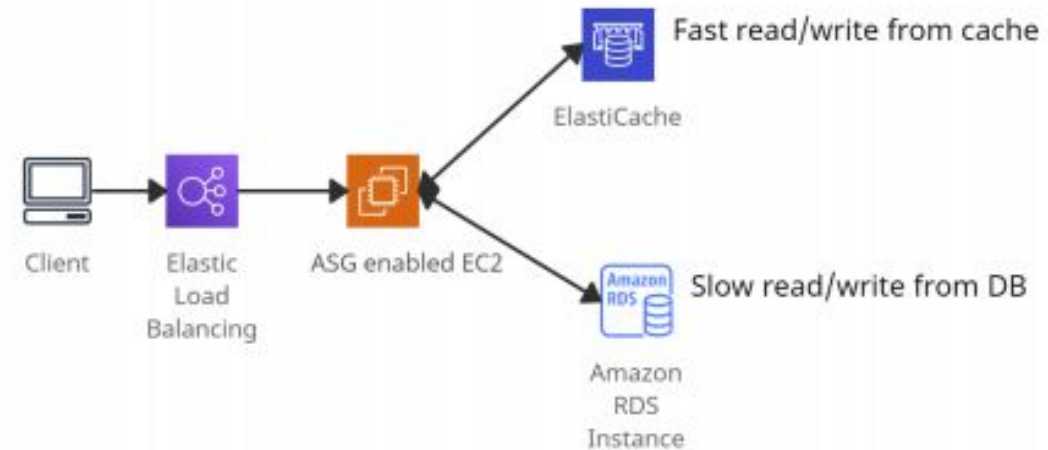 Fast read/write from cache
ElastiCache
Client
Elastic
Load
Balancing
ASG enabled EC2
Amazon
RDS
Slow read/write from DB
Amazon
RDS
Instance